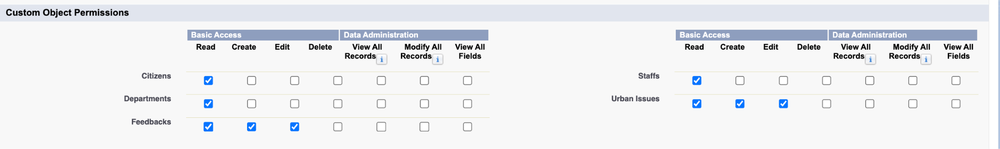 Custom Object Permissions
Basic Access Data Administration
Read Create Edit Delete View All Records i Modify All Records i View All Fields
Citizens
Departments
Feedbacks
Basic Access Data Administration
Read Create Edit Delete View All Records i Modify All Records i View All Fields
Staffs
Urban Issues